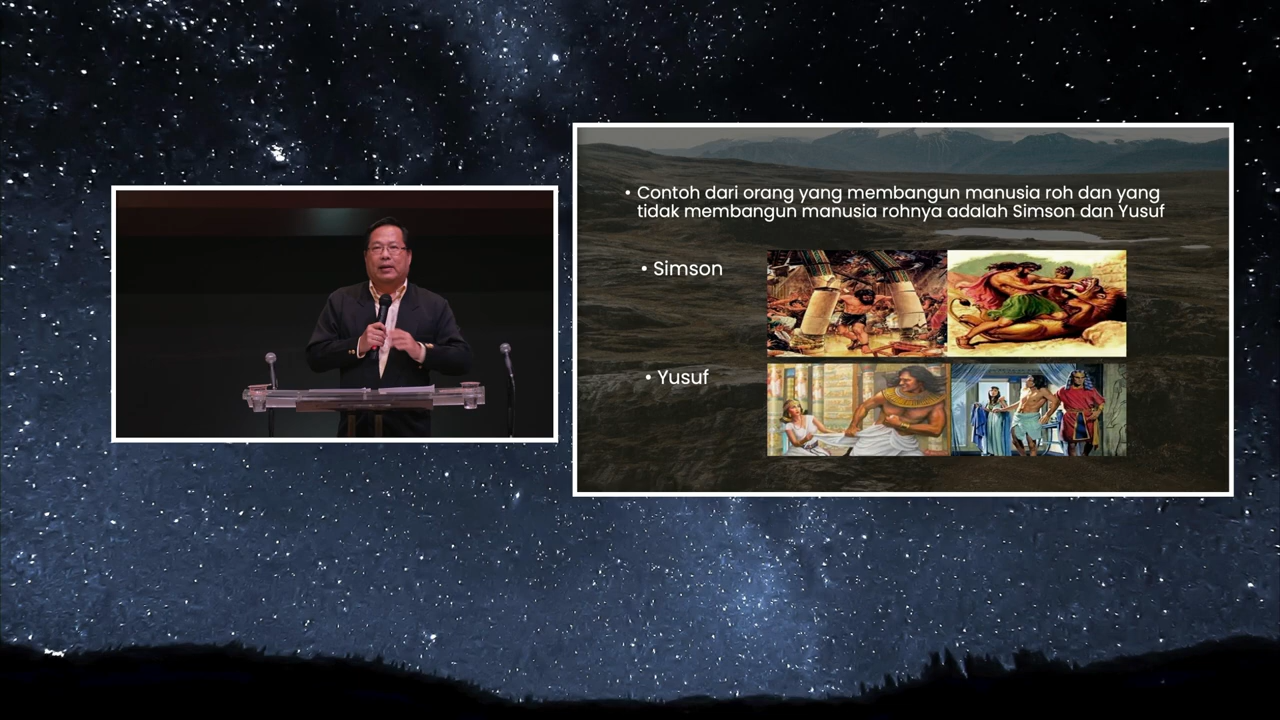 • Contoh dari orang yang membangun manusia roh dan yang
tidak membangun manusia rohnya adalah Simson dan Yusuf
• Simson
• Yusuf